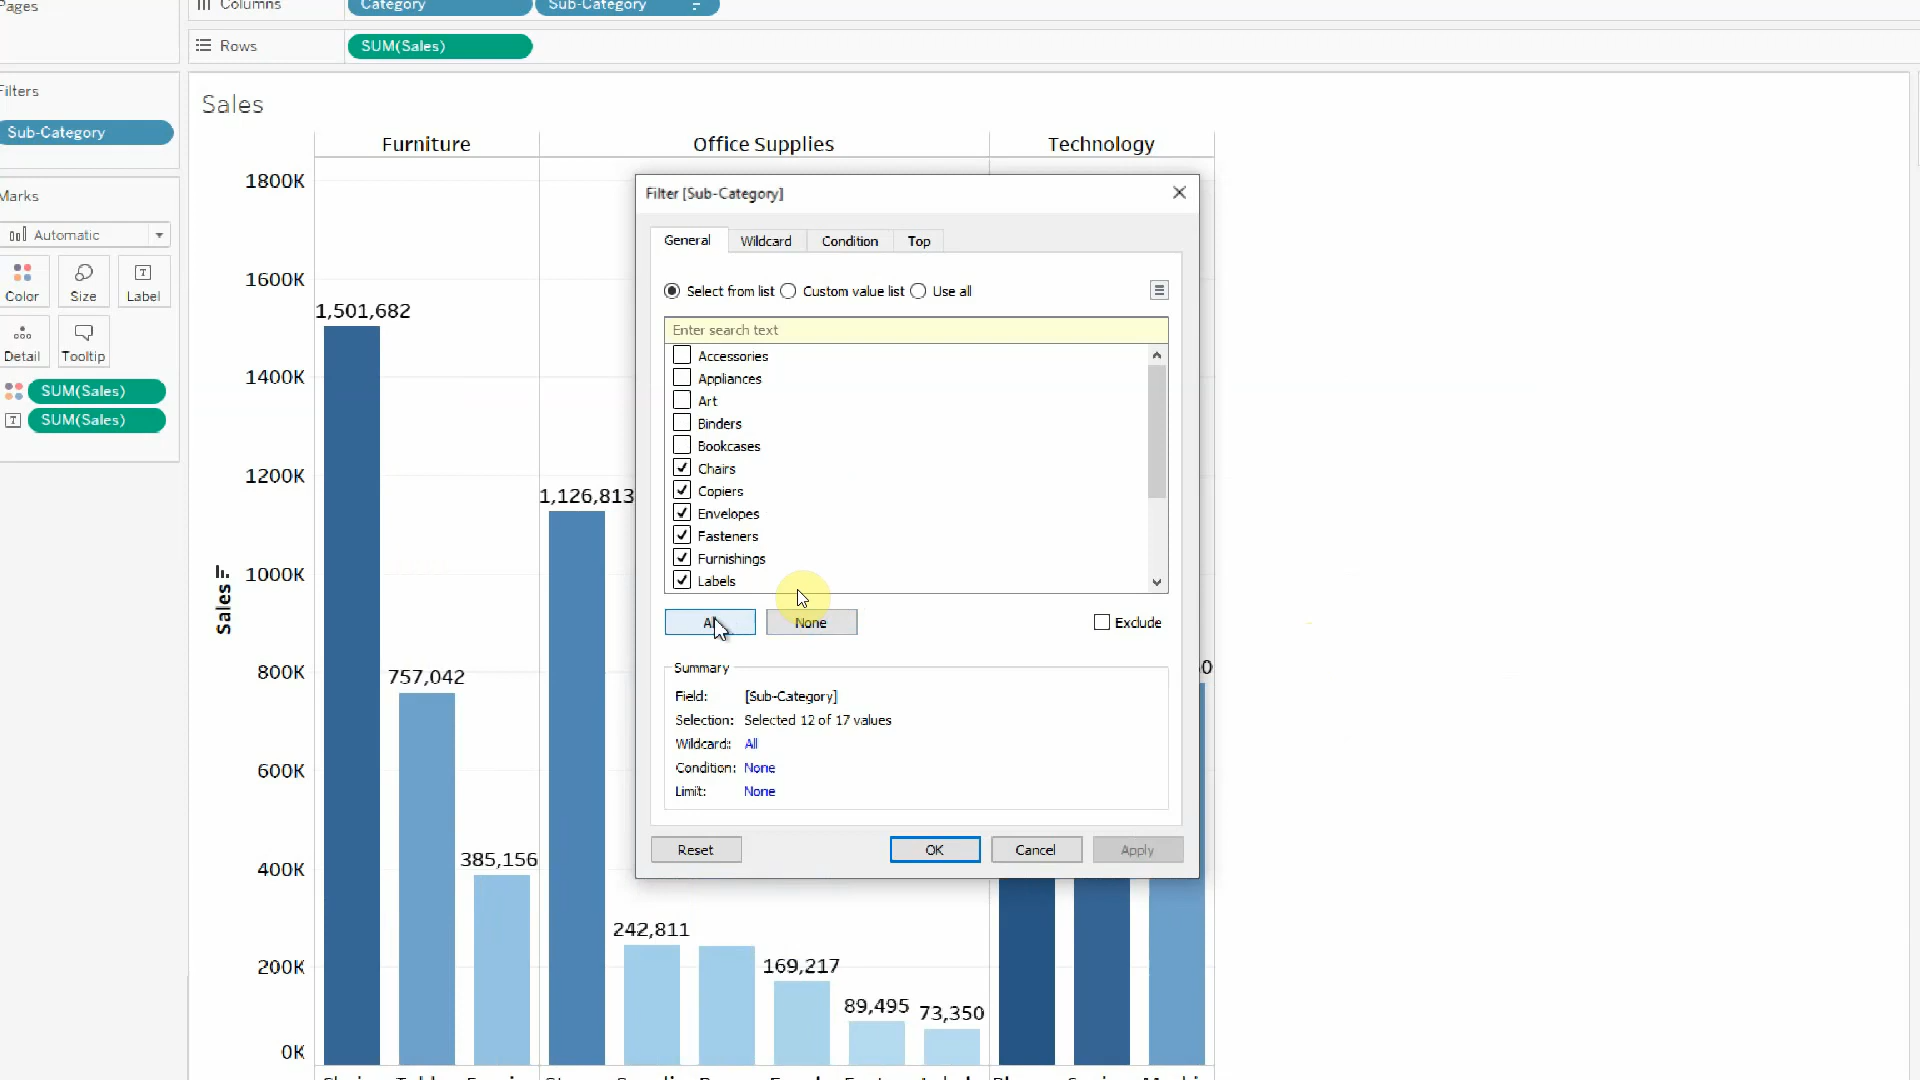 Pages
Columns
Category
Sub-Category
Rows
SUM(Sales)
Filters
Sub-Category
Marks
Automatic
Color
Size
Label
Detail
Tooltip
SUM(Sales)
SUM(Sales)
Sales
Furniture
Office Supplies
Technology
1800K
1600K
1400K
1200K
1000K
800K
600K
400K
200K
0K
Sales
1,501,682
757,042
385,156
1,126,813
242,811
169,217
89,495
73,350
Filter [Sub-Category]
General
Wildcard
Condition
Top
Select from list
Custom value list
Use all
Enter search text
Accessories
Appliances
Art
Binders
Bookcases
Chairs
Copiers
Envelopes
Fasteners
Furnishings
Labels
All
None
Exclude
Summary
Field: [Sub-Category]
Selection: Selected 12 of 17 values
Wildcard: All
Condition: None
Limit: None
Reset
OK
Cancel
Apply